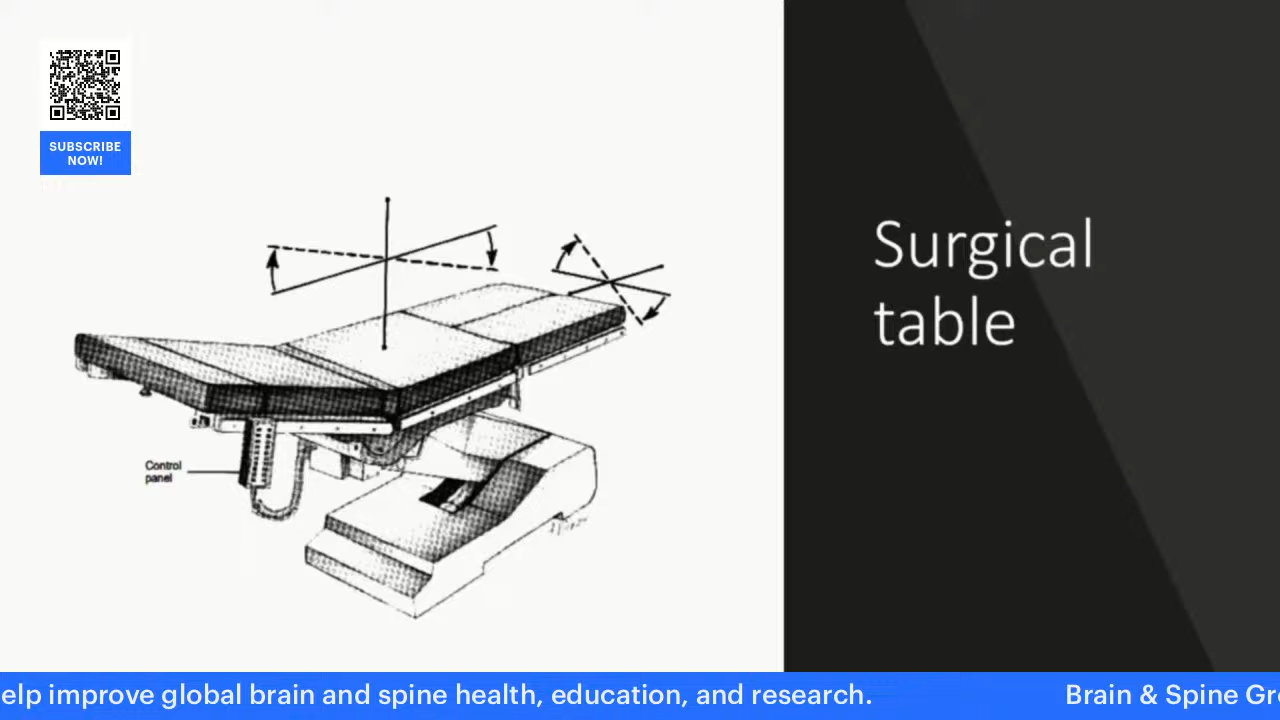 SUBSCRIBE
NOW!
Surgical
table
Control
panel
elp improve global brain and spine health, education, and research.
Brain & Spine Gr